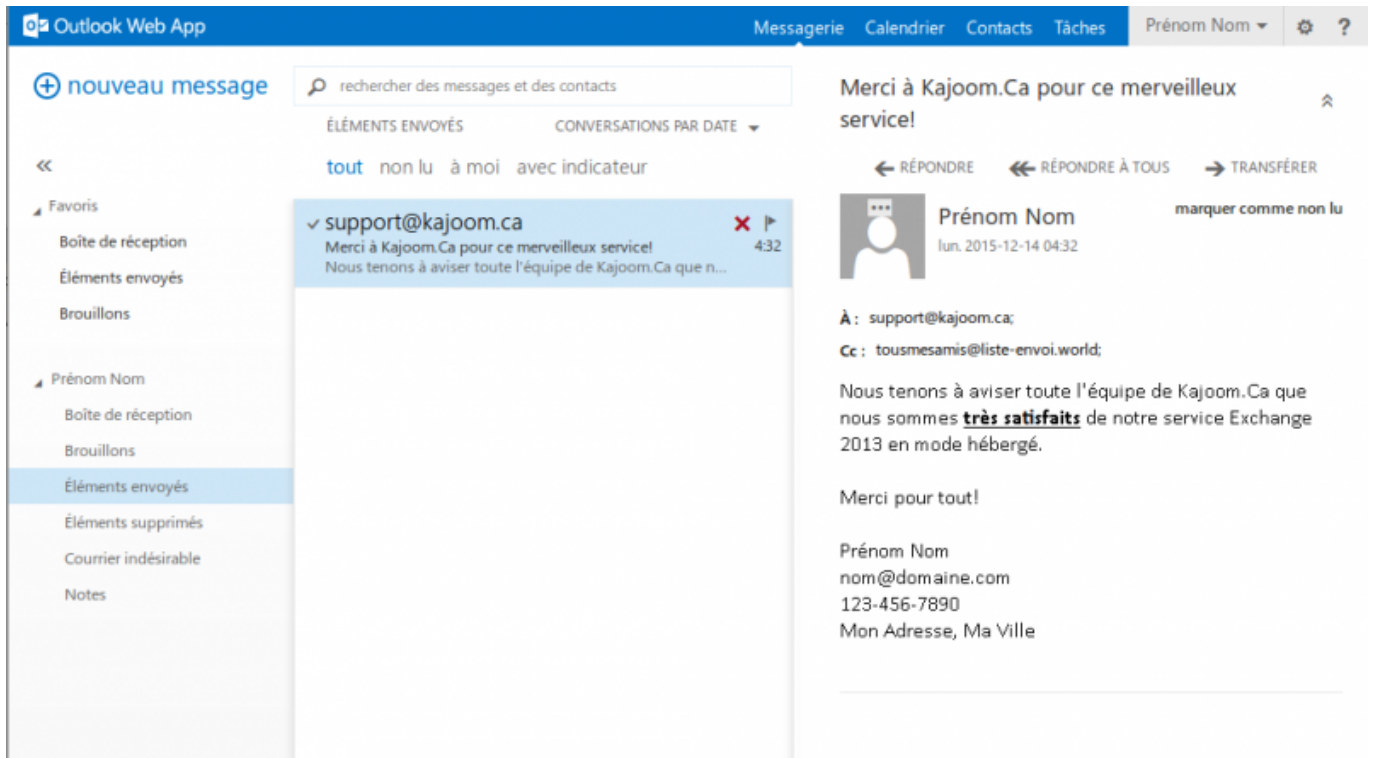 Outlook Web App
Messagerie Calendrier Contacts Tâches Prénom Nom ?
nouveau message
Favoris
Boîte de réception
Éléments envoyés
Brouillons
Prénom Nom
Boîte de réception
Brouillons
Éléments envoyés
Éléments supprimés
Courrier indésirable
Notes
rechercher des messages et des contacts
ÉLÉMENTS ENVOYÉS CONVERSATIONS PAR DATE
tout non lu à moi avec indicateur
support@kajoom.ca
Merci à Kajoom.Ca pour ce merveilleux service! 4:32
Nous tenons à aviser toute l'équipe de Kajoom.Ca que n...
Merci à Kajoom.Ca pour ce merveilleux
service!
RÉPONDRE RÉPONDRE À TOUS TRANSFÉRER
Prénom Nom marquer comme non lu
lun. 2015-12-14 04:32
À : support@kajoom.ca;
Cc : tousmesamis@liste-envoi.world;
Nous tenons à aviser toute l'équipe de Kajoom.Ca que
nous sommes très satisfaits de notre service Exchange
2013 en mode hébergé.
Merci pour tout!
Prénom Nom
nom@domaine.com
123-456-7890
Mon Adresse, Ma Ville